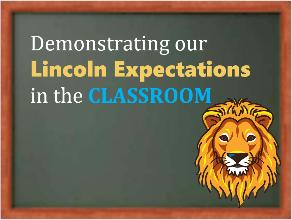 Demonstrating our
Lincoln Expectations
in the CLASSROOM